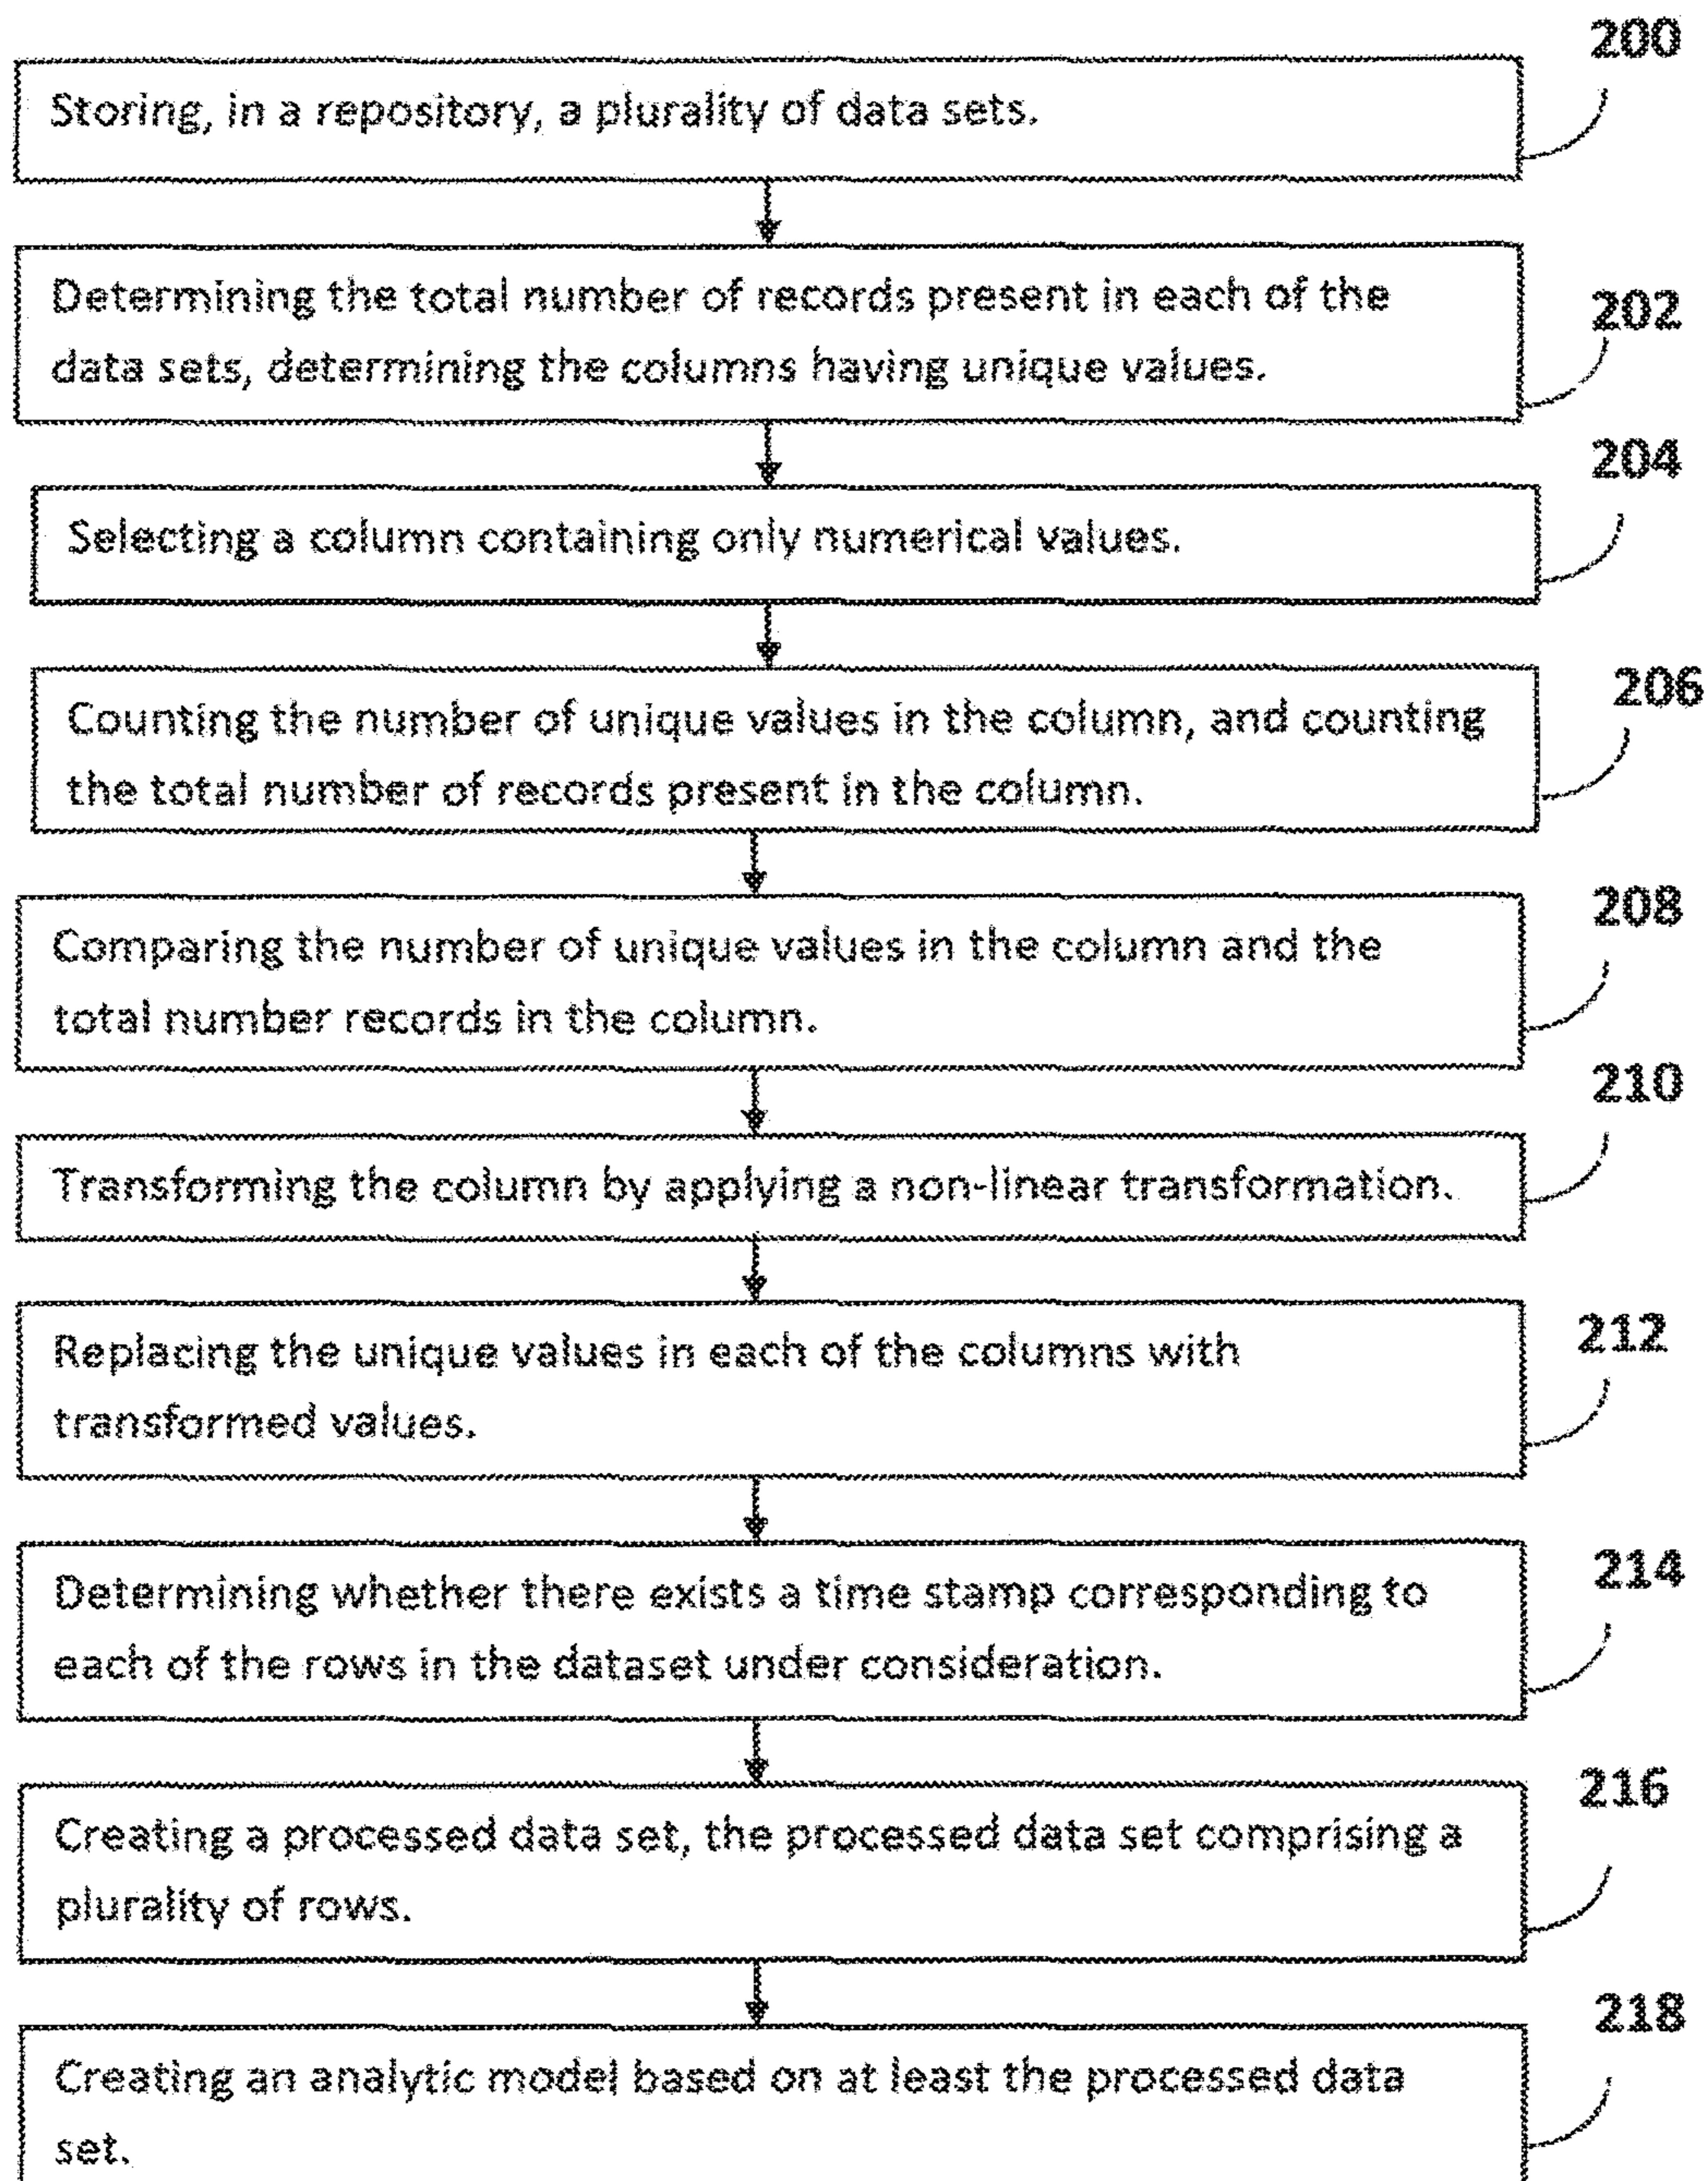 200
Storing, in a repository, a plurality of data sets.
Determining the total number of records present in each of the
202
data sets, determining the columns having unique values.
204
Selecting a column containing only numerical values.
206
Counting the number of unique values in the column, and counting
the total number of records present in the column.
208
Comparing the number of unique values in the column and the
total number records in the column.
210
Transforming the column by applying a non-linear transformation.
212
Replacing the unique values in each of the columns with
transformed values.
214
Determining whether there exists a time stamp corresponding to
each of the rows in the dataset under consideration.
216
Creating a processed data set, the processed data set comprising a
plurality of rows.
218
Creating an analytic model based on at least the processed data
set.